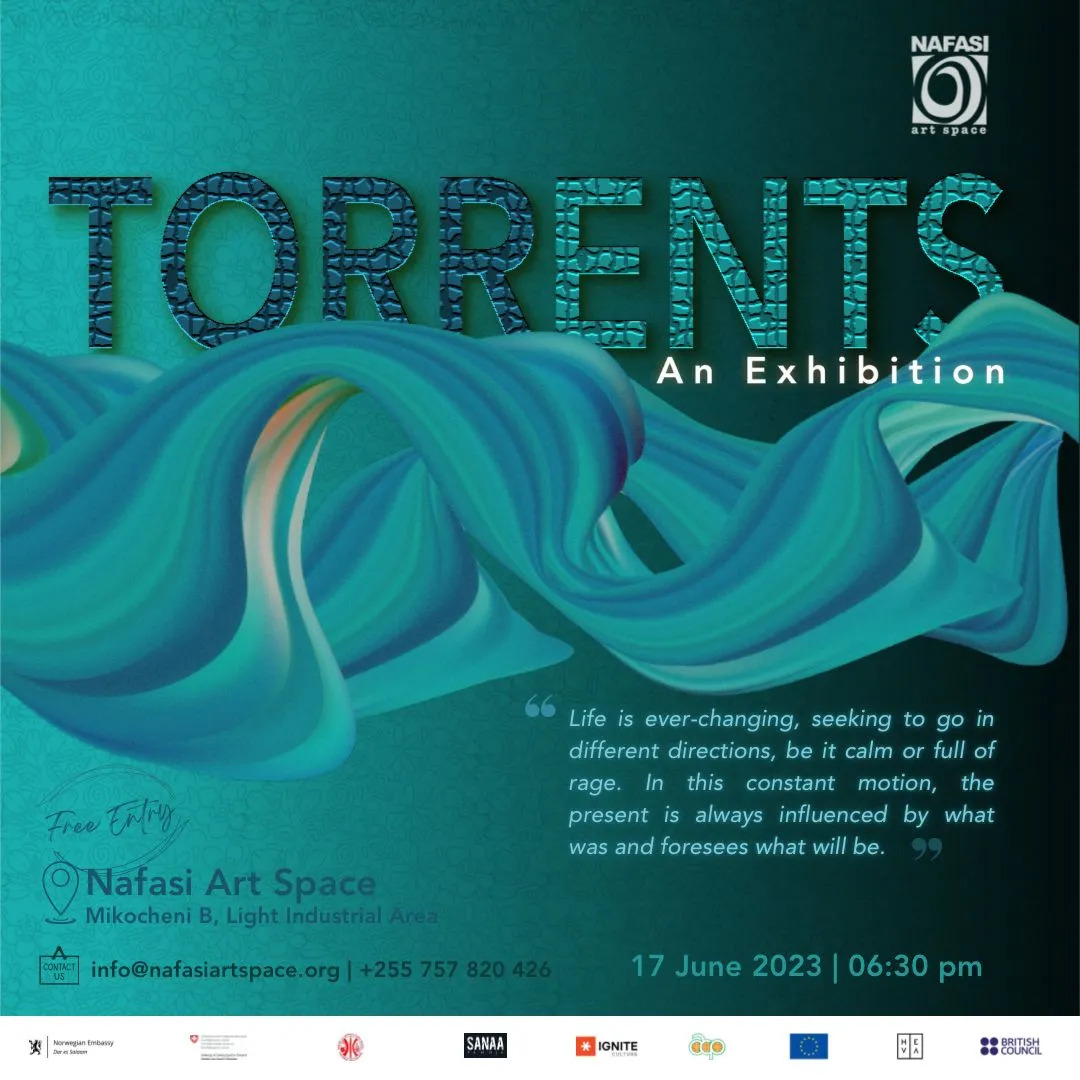 NAFASI
art space
TORRENTS
An Exhibition
“ Life is ever-changing, seeking to go in
different directions, be it calm or full of
rage. In this constant motion, the
present is always influenced by what
was and foresees what will be. ”
Free Entry
Nafasi Art Space
Mikocheni B, Light Industrial Area
CONTACT
US
info@nafasiartspace.org | +255 757 820 426
17 June 2023 | 06:30 pm
Norwegian Embassy
Dar es Salaam
SANAA
IGNITE
CULTURE
acp
HEVA
BRITISH
COUNCIL